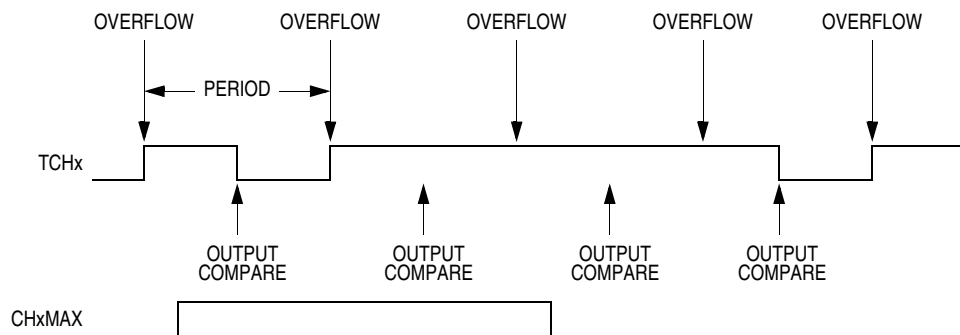 OVERFLOW OVERFLOW OVERFLOW OVERFLOW OVERFLOW
PERIOD
TCHx
OUTPUT COMPARE OUTPUT COMPARE OUTPUT COMPARE OUTPUT COMPARE
CHxMAX